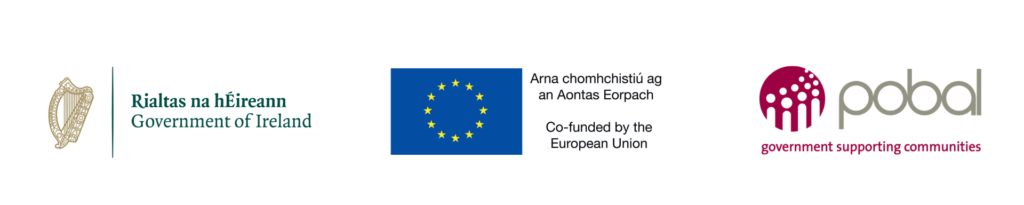 Rialtas na hÉireann
Government of Ireland
Arna chomhchistiú ag
an Aontas Eorpach
Co-funded by the
European Union
pobal
government supporting communities